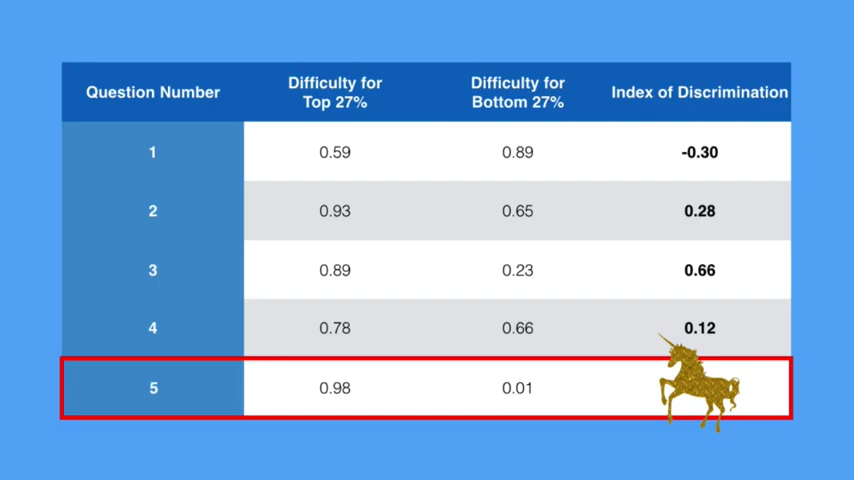 Question Number Difficulty for Top 27% Difficulty for Bottom 27% Index of Discrimination
1 0.59 0.89 -0.30
2 0.93 0.65 0.28
3 0.89 0.23 0.66
4 0.78 0.66 0.12
5 0.98 0.01